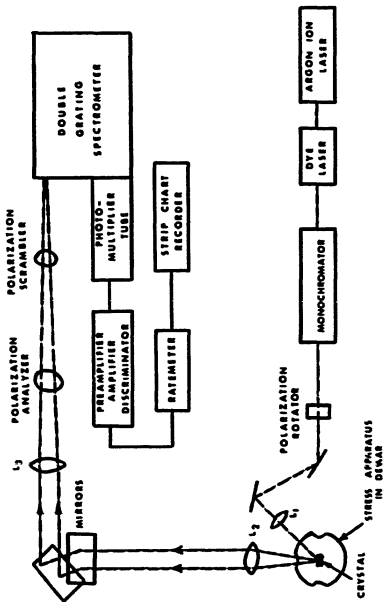 DOUBLE
GRATING
SPECTROMETER
POLARIZATION
SCRAMBLER
POLARIZATION
ANALYZER
L3
MIRRORS
PHOTO-
MULTIPLIER
TUBE
PREAMPLIFIER
AMPLIFIER
DISCRIMINATOR
STRIP CHART
RECORDER
RATEMETER
ARGON ION
LASER
DYE
LASER
MONOCHROMATOR
POLARIZATION
ROTATOR
L1
L2
STRESS APPARATUS
IN DEWAR
CRYSTAL